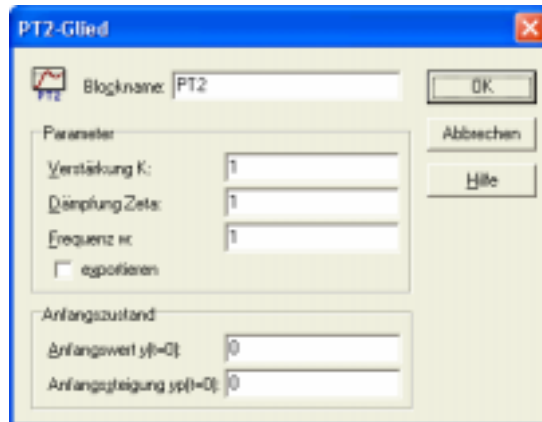 PT2-Glied
PT2
Blockname: PT2
OK
Parameter
Abbrechen
Verstärkung K: 1
Hilfe
Dämpfung Zeta: 1
Frequenz w: 1
exportieren
Anfangszustand
Anfangswert y(t=0): 0
Anfangssteigung yp(t=0): 0